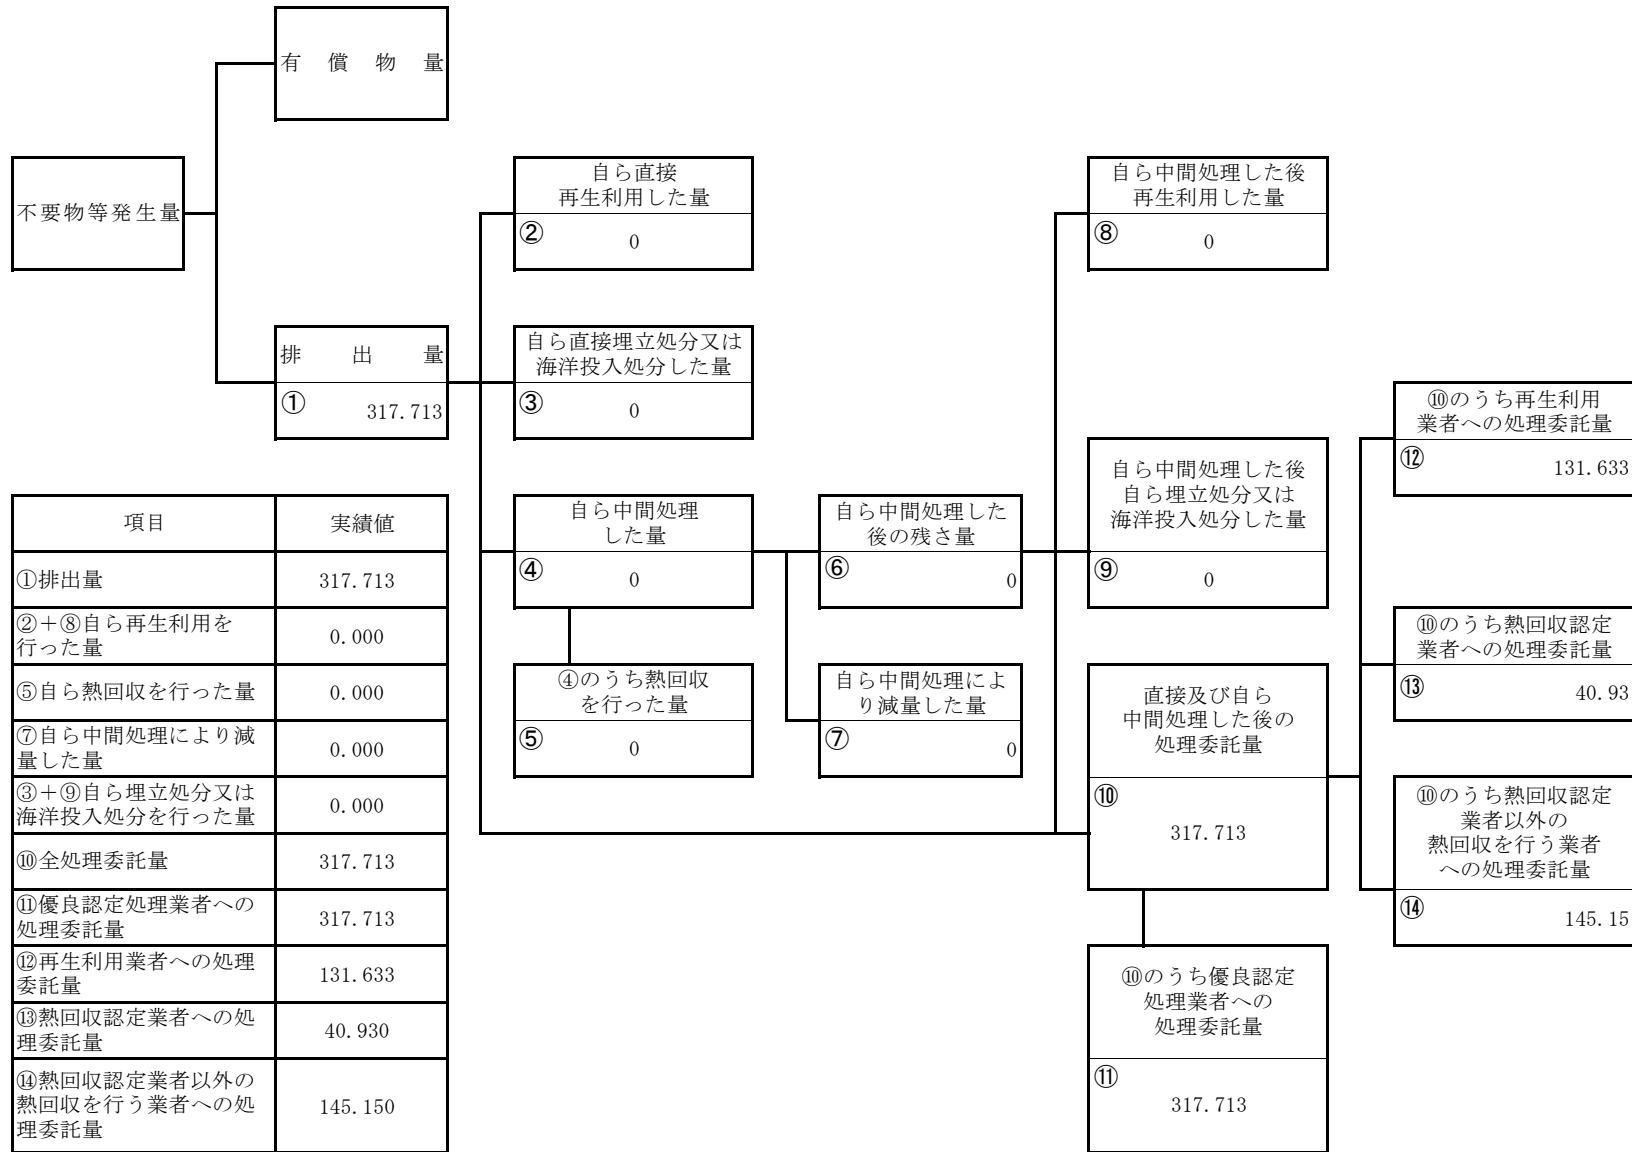 有償物量
不要物等発生量
自ら直接
再生利用した量
② 0
自ら中間処理した後
再生利用した量
⑧ 0
排出量
① 317.713
自ら直接埋立処分又は
海洋投入処分した量
③ 0
⑩のうち再生利用
業者への処理委託量
⑫ 131.633
自ら中間処理
した量
④ 0
自ら中間処理した
後の残さ量
⑥ 0
自ら中間処理した後
自ら埋立処分又は
海洋投入処分した量
⑨ 0
④のうち熱回収
を行った量
⑤ 0
自ら中間処理によ
り減量した量
⑦ 0
直接及び自ら
中間処理した後の
処理委託量
⑩
317.713
⑩のうち熱回収認定
業者への処理委託量
⑬ 40.93
⑩のうち熱回収認定
業者以外の
熱回収を行う業者
への処理委託量
⑭ 145.15
⑩のうち優良認定
処理業者への
処理委託量
⑪
317.713
項目 実績値
①排出量 317.713
②＋⑧自ら再生利用を
行った量 0.000
⑤自ら熱回収を行った量 0.000
⑦自ら中間処理により減
量した量 0.000
③＋⑨自ら埋立処分又は
海洋投入処分を行った量 0.000
⑩全処理委託量 317.713
⑪優良認定処理業者への
処理委託量 317.713
⑫再生利用業者への処理
委託量 131.633
⑬熱回収認定業者への処
理委託量 40.930
⑭熱回収認定業者以外の
熱回収を行う業者への処
理委託量 145.150